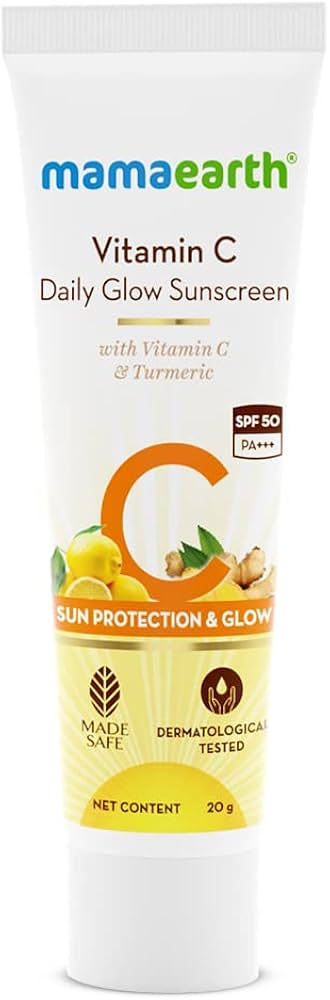 mamaearth®
Vitamin C
Daily Glow Sunscreen
with Vitamin C
& Turmeric
SPF 50
PA+++
C
SUN PROTECTION & GLOW
MADE
SAFE
DERMATOLOGICAL
TESTED
NET CONTENT 20 g